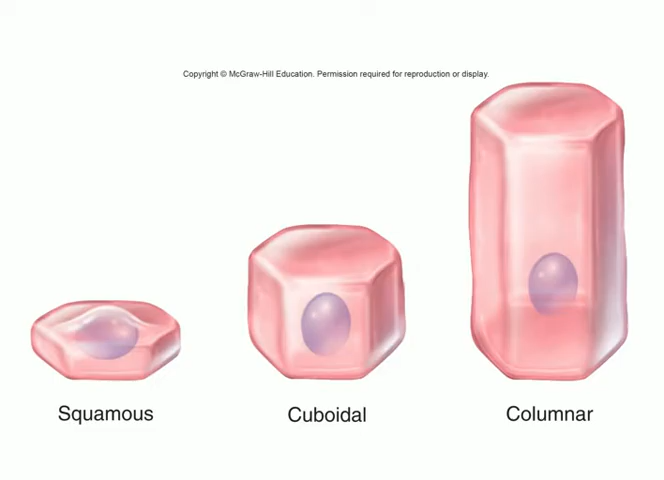 Copyright © McGraw-Hill Education. Permission required for reproduction or display.
Squamous
Cuboidal
Columnar